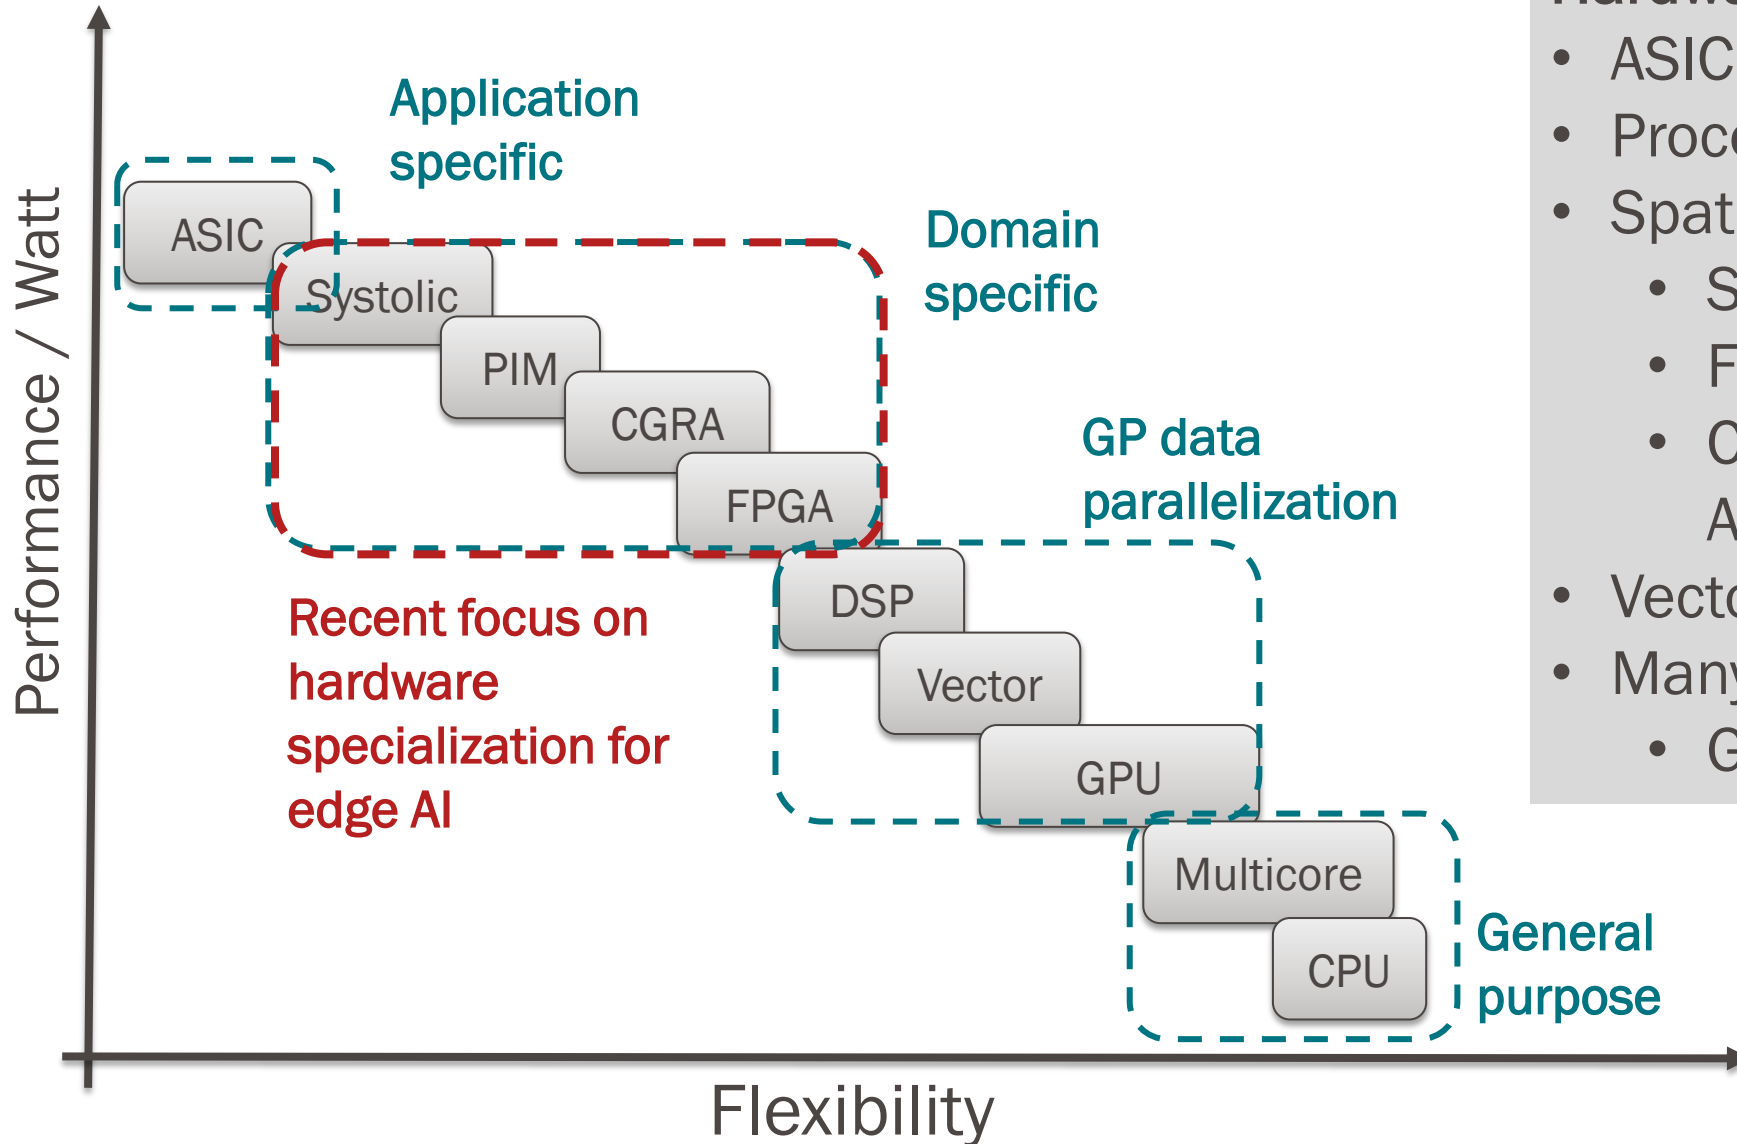 Performance / Watt
Application
specific
ASIC
Systolic
PIM
CGRA
FPGA
Domain
specific
Recent focus on
hardware
specialization for
edge AI
GP data
parallelization
DSP
Vector
GPU
Multicore
CPU
General
purpose
Flexibility
• ASIC
•
•
•
•
•
•
•
•